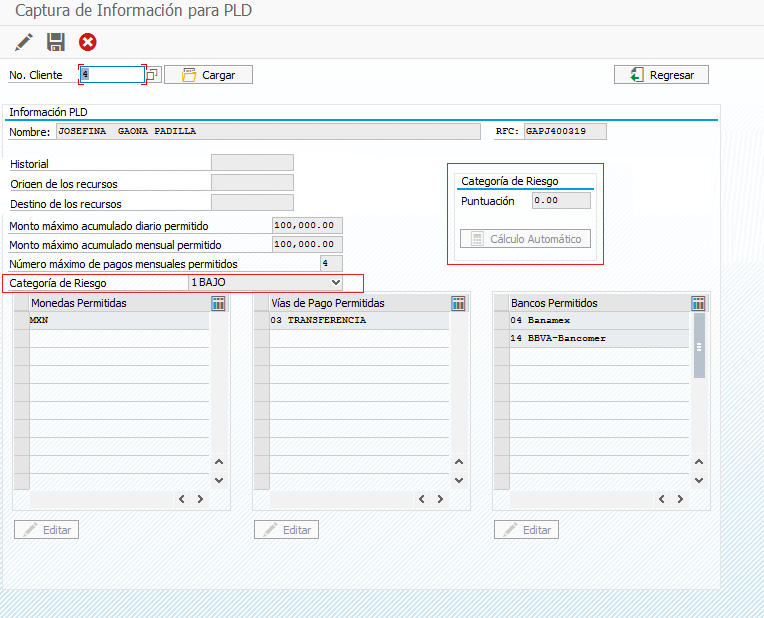 Captura de Información para PLD
No. Cliente 4 Cargar Regresar
Información PLD
Nombre: JOSEFINA GAONA PADILLA RFC: GAPJ400319
Historial
Origen de los recursos
Destino de los recursos
Categoría de Riesgo
Puntuación 0.00
Cálculo Automático
Monto máximo acumulado diario permitido 100,000.00
Monto máximo acumulado mensual permitido 100,000.00
Número máximo de pagos mensuales permitidos 4
Categoría de Riesgo 1 BAJO
Monedas Permitidas Vías de Pago Permitidas Bancos Permitidos
MXN 03 TRANSFERENCIA 04 Banamex
14 BBVA-Bancomer
Editar Editar Editar